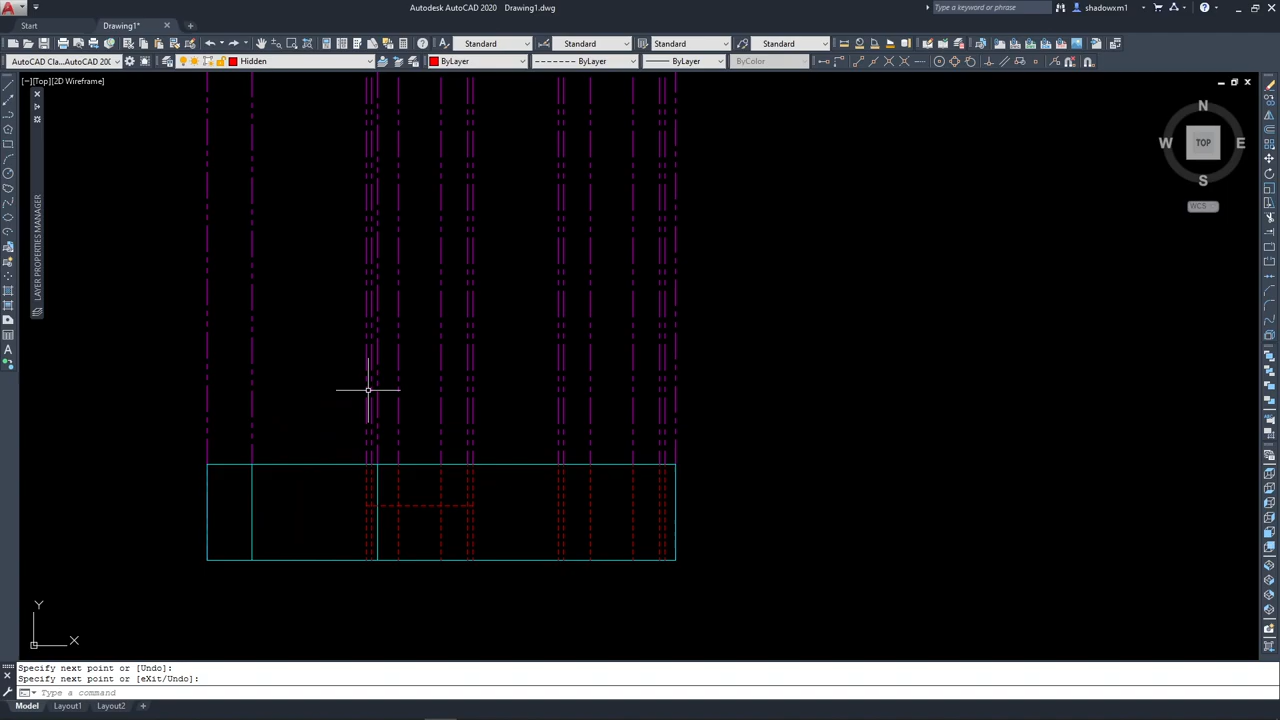 Autodesk AutoCAD 2020 Drawing1.dwg
Type a keyword or phrase
shadowxm1
Start
Drawing1*
Standard
Standard
Standard
Standard
AutoCAD Cla...AutoCAD 200
Hidden
ByLayer
ByLayer
ByLayer
ByColor
[−][Top][2D Wireframe]
N
W
TOP
E
S
WCS
LAYER PROPERTIES MANAGER
A
Y
X
Specify next point or [Undo]:
Specify next point or [eXit/Undo]:
Type a command
Model
Layout1
Layout2